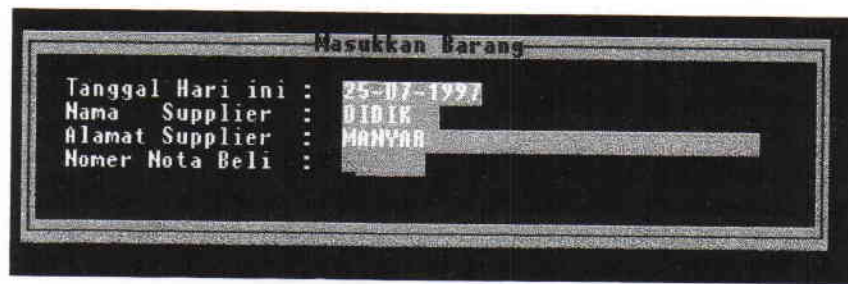 Masukkan Barang
Tanggal Hari ini : 25-07-1997
Nama Supplier : DIDIK
Alamat Supplier : MANYAR
Nomer Nota Beli :